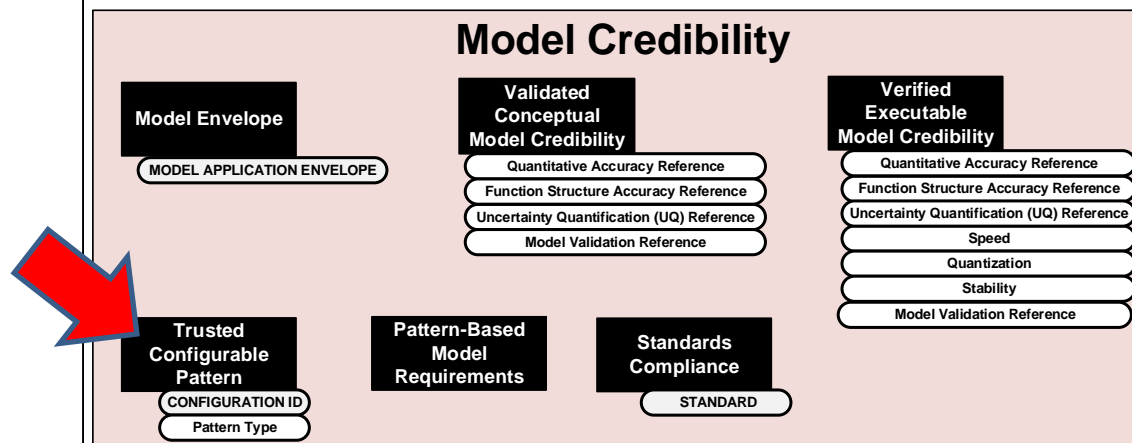 Model Credibility
Model Envelope
MODEL APPLICATION ENVELOPE
Validated
Conceptual
Model Credibility
Quantitative Accuracy Reference
Function Structure Accuracy Reference
Uncertainty Quantification (UQ) Reference
Model Validation Reference
Verified
Executable
Model Credibility
Quantitative Accuracy Reference
Function Structure Accuracy Reference
Uncertainty Quantification (UQ) Reference
Speed
Quantization
Stability
Model Validation Reference
Trusted
Configurable
Pattern
CONFIGURATION ID
Pattern Type
Pattern-Based
Model
Requirements
Standards
Compliance
STANDARD